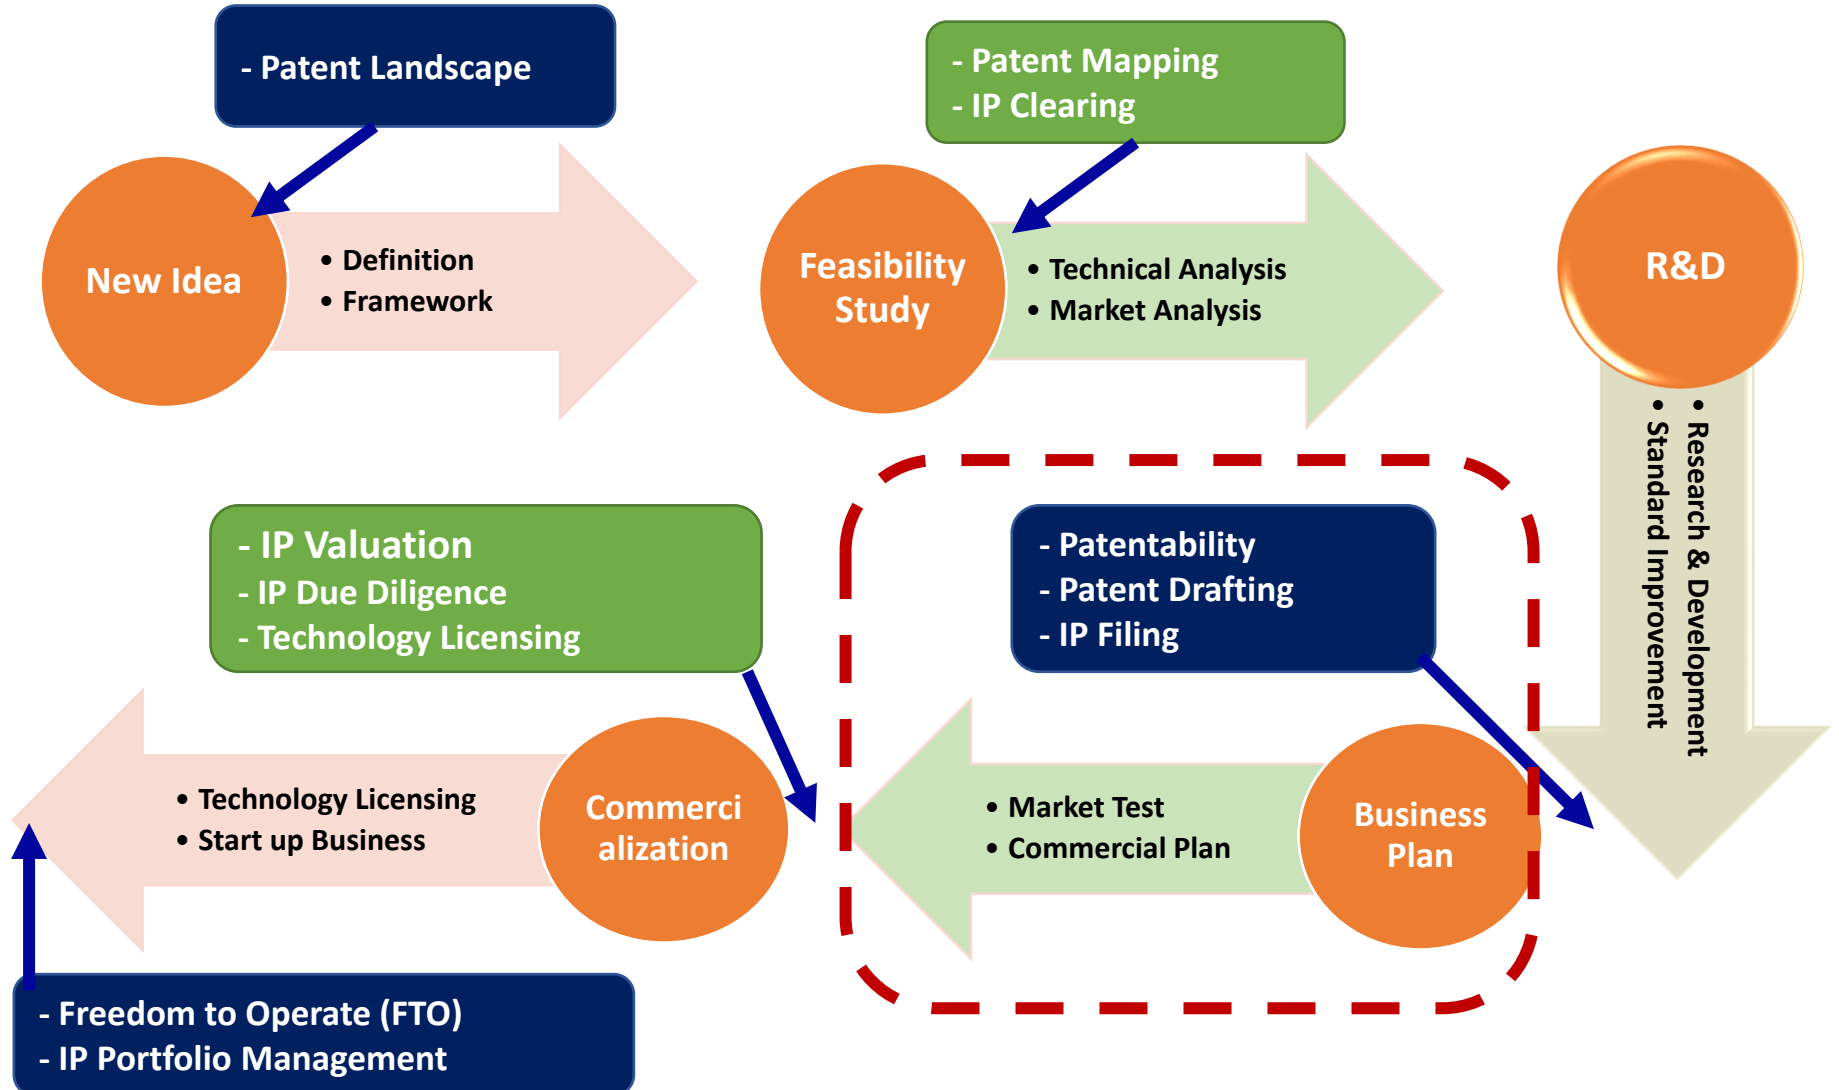 - Patent Landscape
- Patent Mapping
- IP Clearing
New Idea
• Definition
• Framework
Feasibility
Study
• Technical Analysis
• Market Analysis
R&D
• Research & Development
• Standard Improvement
- IP Valuation
- IP Due Diligence
- Technology Licensing
- Patentability
- Patent Drafting
- IP Filing
• Technology Licensing
• Start up Business
Commerci
alization
• Market Test
• Commercial Plan
Business
Plan
- Freedom to Operate (FTO)
- IP Portfolio Management